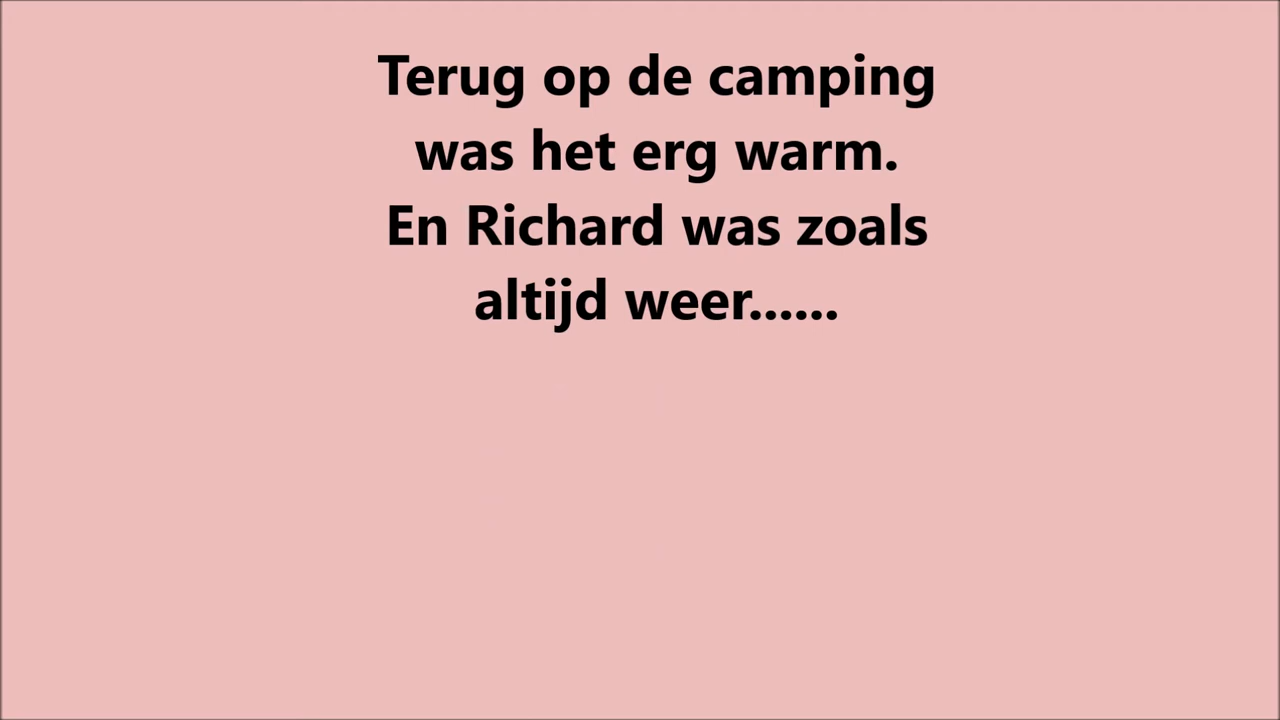 Terug op de camping
was het erg warm.
En Richard was zoals
altijd weer......